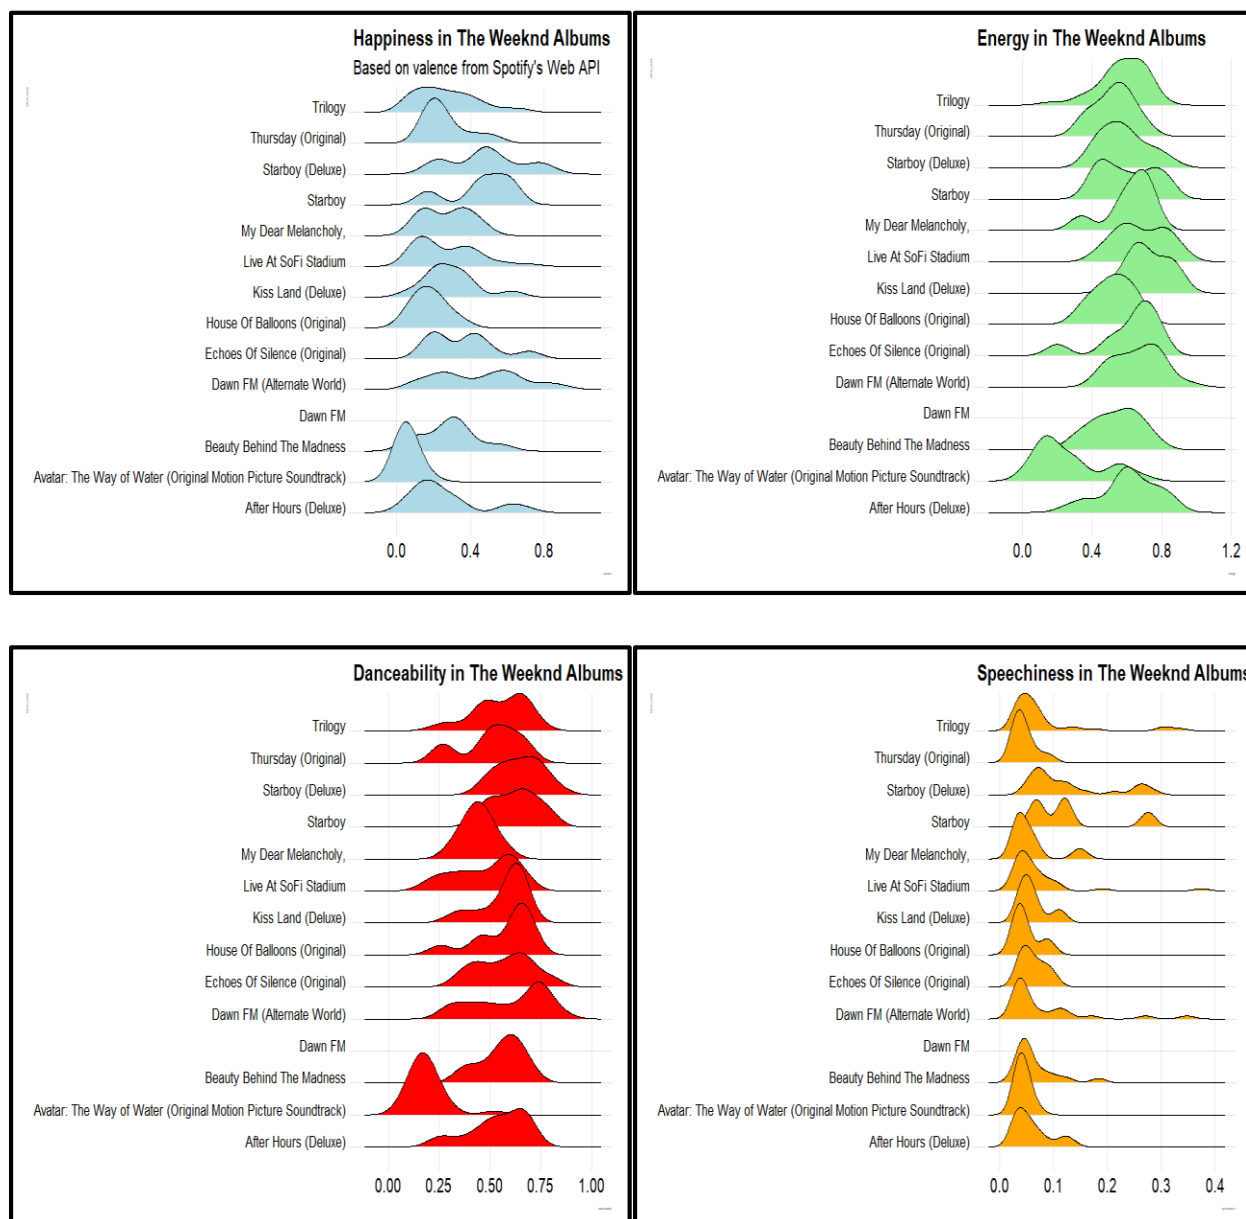 Happiness in The Weeknd Albums
Based on valence from Spotify's Web API
Trilogy
Thursday (Original)
Starboy (Deluxe)
Starboy
My Dear Melancholy,
Live At SoFi Stadium
Kiss Land (Deluxe)
House Of Balloons (Original)
Echoes Of Silence (Original)
Dawn FM (Alternate World)
Dawn FM
Beauty Behind The Madness
Avatar: The Way of Water (Original Motion Picture Soundtrack)
After Hours (Deluxe)
0.0 0.4 0.8
Energy in The Weeknd Albums
Trilogy
Thursday (Original)
Starboy (Deluxe)
Starboy
My Dear Melancholy,
Live At SoFi Stadium
Kiss Land (Deluxe)
House Of Balloons (Original)
Echoes Of Silence (Original)
Dawn FM (Alternate World)
Dawn FM
Beauty Behind The Madness
Avatar: The Way of Water (Original Motion Picture Soundtrack)
After Hours (Deluxe)
0.0 0.4 0.8 1.2
Danceability in The Weeknd Albums
Trilogy
Thursday (Original)
Starboy (Deluxe)
Starboy
My Dear Melancholy,
Live At SoFi Stadium
Kiss Land (Deluxe)
House Of Balloons (Original)
Echoes Of Silence (Original)
Dawn FM (Alternate World)
Dawn FM
Beauty Behind The Madness
Avatar: The Way of Water (Original Motion Picture Soundtrack)
After Hours (Deluxe)
0.00 0.25 0.50 0.75 1.00
Speechiness in The Weeknd Albums
Trilogy
Thursday (Original)
Starboy (Deluxe)
Starboy
My Dear Melancholy,
Live At SoFi Stadium
Kiss Land (Deluxe)
House Of Balloons (Original)
Echoes Of Silence (Original)
Dawn FM (Alternate World)
Dawn FM
Beauty Behind The Madness
Avatar: The Way of Water (Original Motion Picture Soundtrack)
After Hours (Deluxe)
0.0 0.1 0.2 0.3 0.4